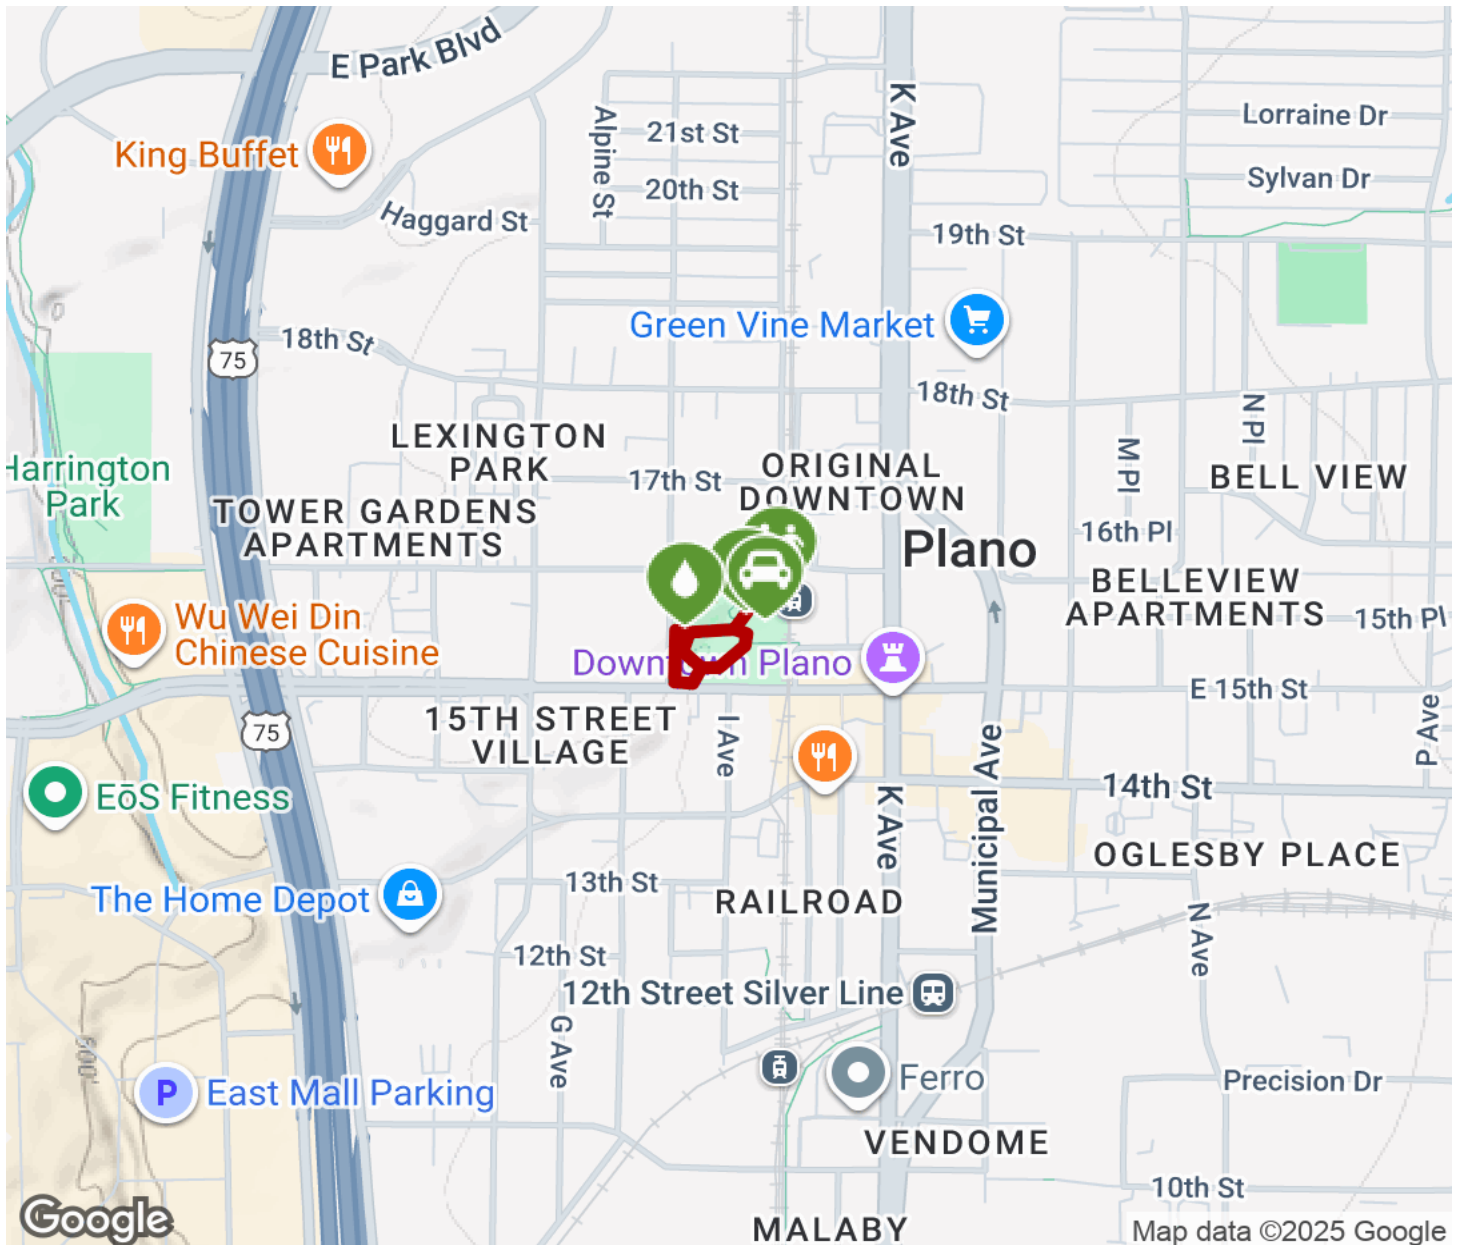 E Park Blvd
King Buffet
Alpine St
21st St
20th St
K Ave
Lorraine Dr
Sylvan Dr
Haggard St
19th St
Green Vine Market
18th St
75
18th St
N Pl
M Pl
LEXINGTON
PARK
17th St
ORIGINAL
DOWNTOWN
BELL VIEW
Harrington
Park
TOWER GARDENS
APARTMENTS
16th Pl
Plano
BELLEVIEW
APARTMENTS
15th Pl
Wu Wei Din
Chinese Cuisine
Downtown Plano
E 15th St
75
15TH STREET
VILLAGE
I Ave
P Ave
EōS Fitness
14th St
K Ave
Municipal Ave
OGLESBY PLACE
The Home Depot
13th St
RAILROAD
N Ave
12th St
12th Street Silver Line
G Ave
600'
P
East Mall Parking
Ferro
Precision Dr
VENDOME
10th St
MALABY
Google
Map data ©2025 Google